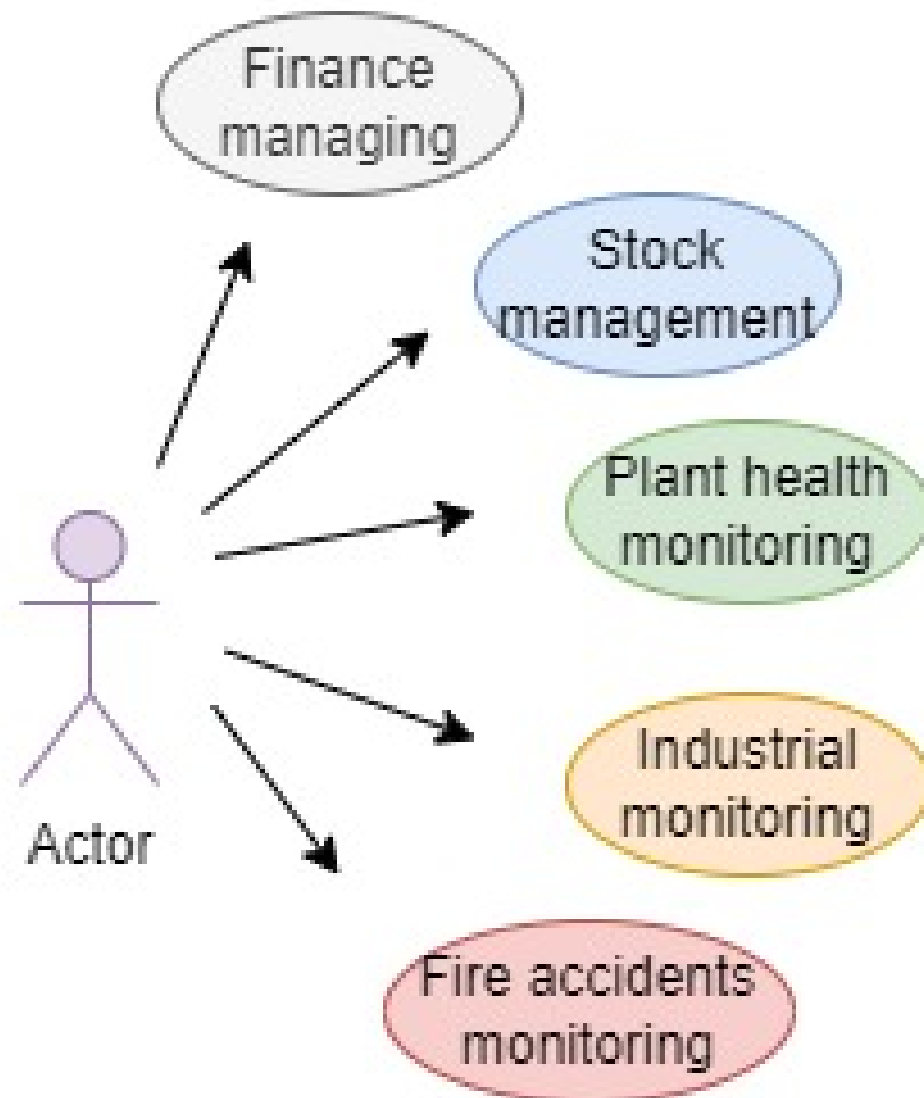 Finance
managing
Stock
management
Plant health
monitoring
Industrial
monitoring
Actor
Fire accidents
monitoring